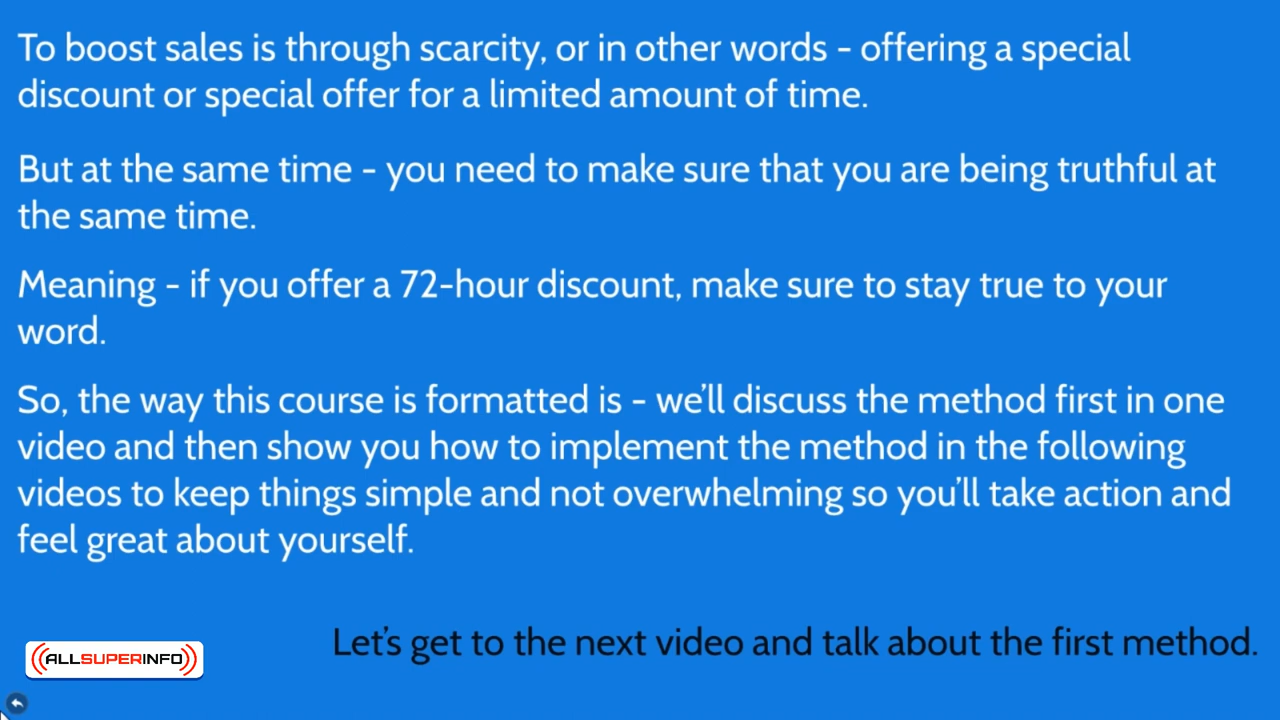 To boost sales is through scarcity, or in other words - offering a special
discount or special offer for a limited amount of time.
But at the same time - you need to make sure that you are being truthful at
the same time.
Meaning - if you offer a 72-hour discount, make sure to stay true to your
word.
So, the way this course is formatted is - we'll discuss the method first in one
video and then show you how to implement the method in the following
videos to keep things simple and not overwhelming so you'll take action and
feel great about yourself.
Let's get to the next video and talk about the first method.
ALLSUPERINFO